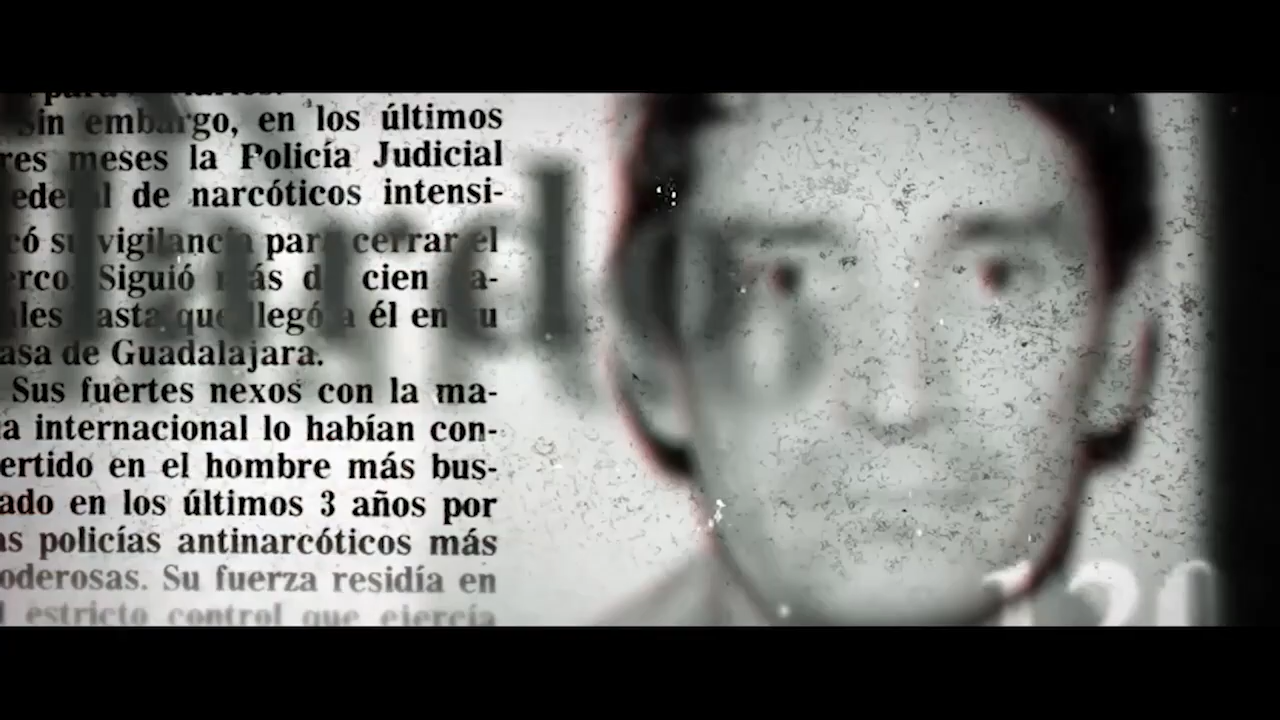 Sin embargo, en los últimos
res meses la Policía Judicial
edera l de narcóticos intensi-
có su vigilancia para cerrar el
erco. Siguió más de cien
ales hasta que llegó a él en su
asa de Guadalajara.
Sus fuertes nexos con la ma-
a internacional lo habían con-
ertido en el hombre más bus-
ado en los últimos 3 años por
as policías antinarcóticos más
oderosas. Su fuerza residía en
l estricto control que ejercía